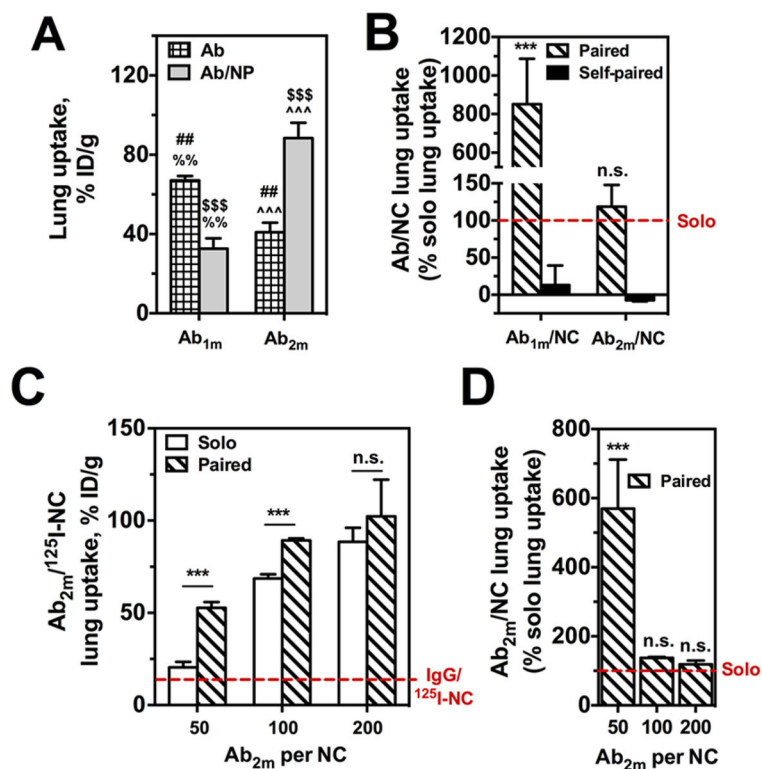 A
Lung uptake,
% ID/g
120
80
40
0
Ab
Ab/NP
##
%%
$$$
%%
##
^^^
$$$
^^^
Ab1m
Ab2m
B
Ab/NC lung uptake
(% solo lung uptake)
1200
1000
800
600
150
100
50
0
***
Paired
Self-paired
n.s.
Solo
Ab1m/NC
Ab2m/NC
C
Ab2m/125I-NC
lung uptake, % ID/g
150
100
50
0
Solo
Paired
***
***
n.s.
IgG/
125I-NC
50
100
200
Ab2m per NC
D
Ab2m/NC lung uptake
(% solo lung uptake)
800
600
400
200
0
***
Paired
n.s.
n.s.
Solo
50
100
200
Ab2m per NC